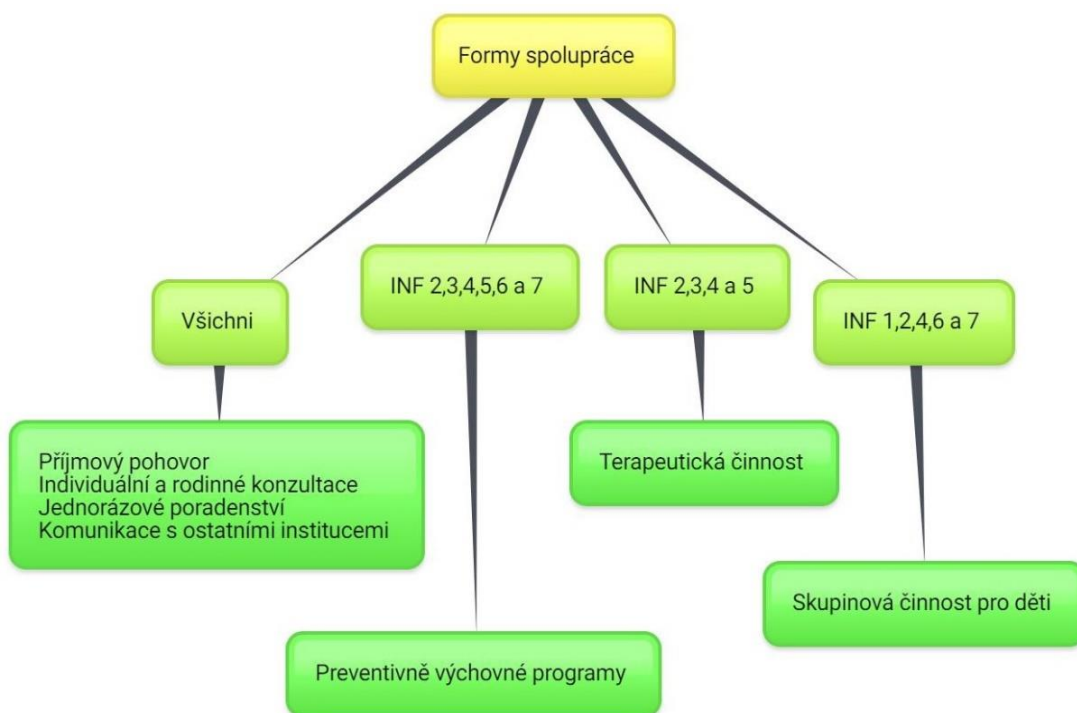 Formy spolupráce
Všichni
INF 2,3,4,5,6 a 7
INF 2,3,4 a 5
INF 1,2,4,6 a 7
Příjmový pohovor
Individuální a rodinné konzultace
Jednorázové poradenství
Komunikace s ostatními institucemi
Terapeutická činnost
Skupinová činnost pro děti
Preventivně výchovné programy